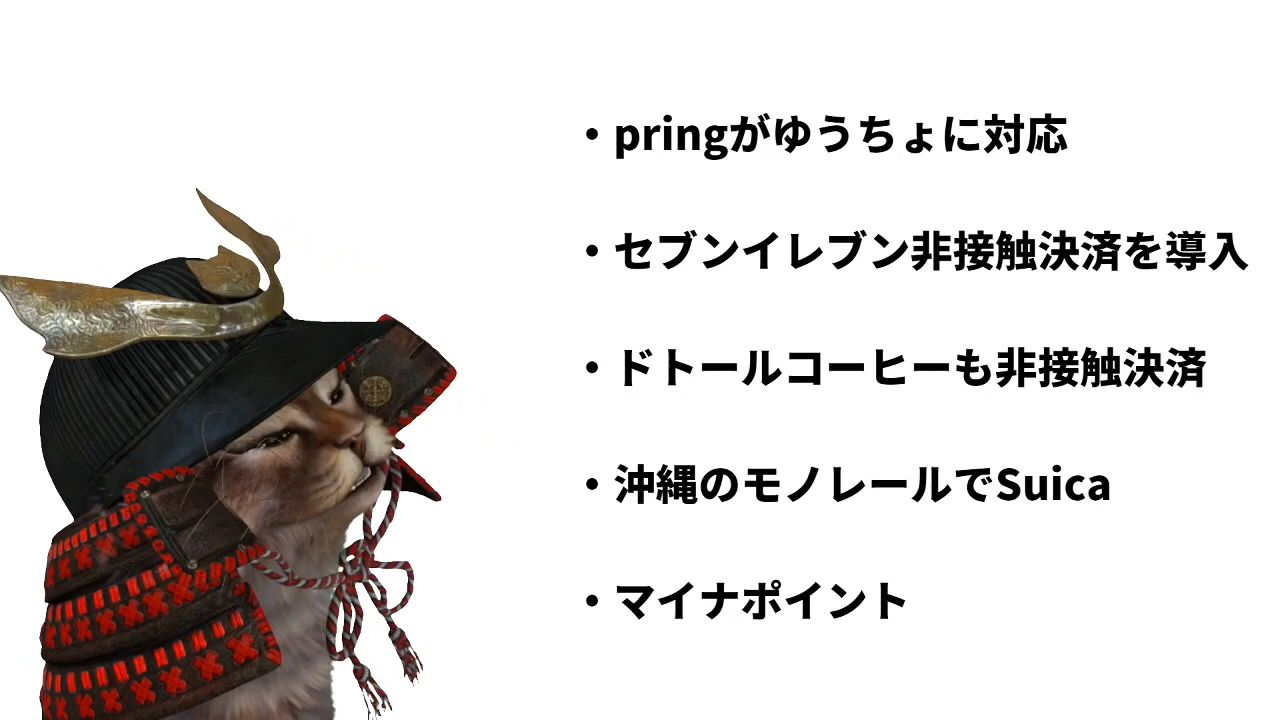 ・pringがゆうちょに対応
・セブンイレブン非接触決済を導入
・ドトールコーヒーも非接触決済
・沖縄のモノレールでSuica
・マイナポイント